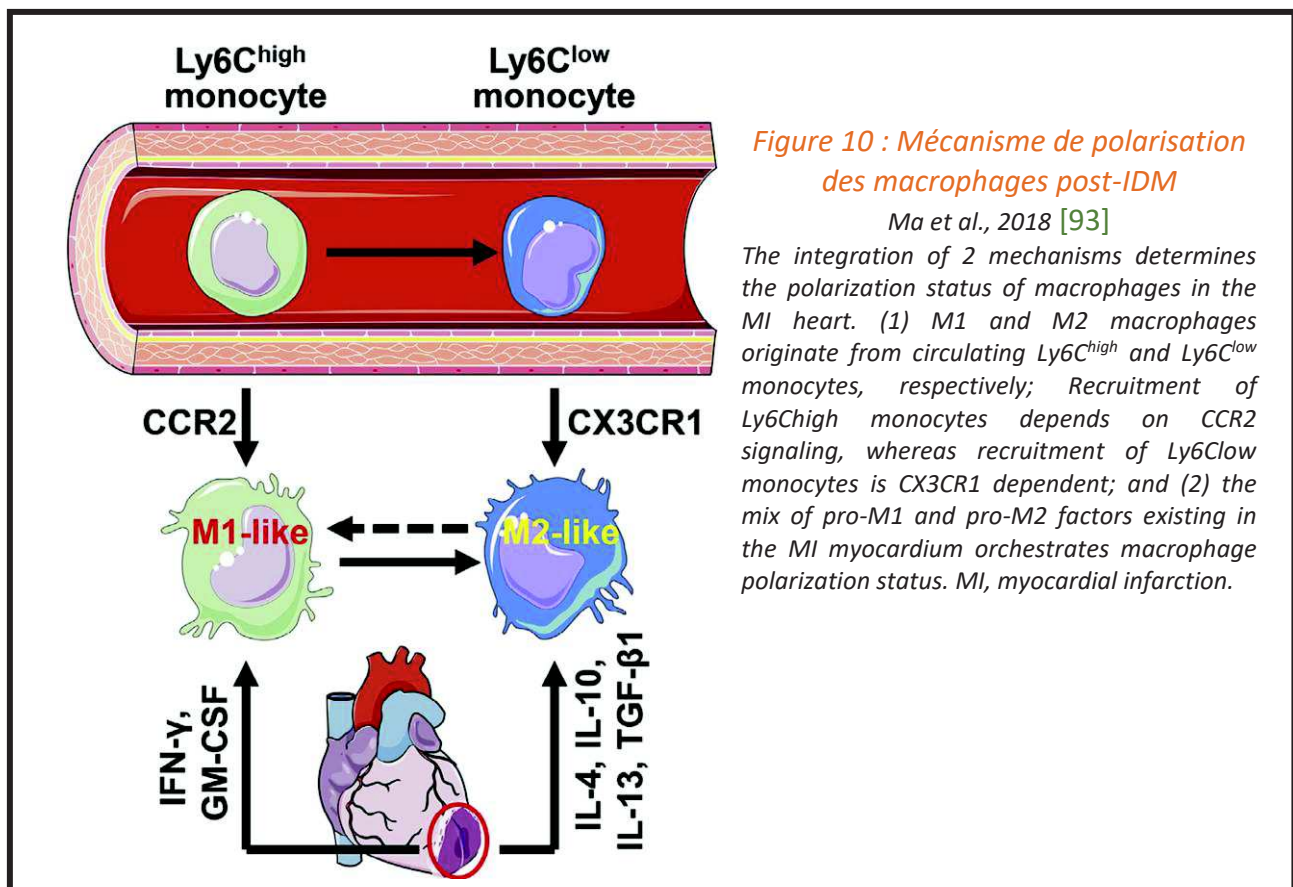 Ly6Chigh
monocyte
Ly6Clow
monocyte
CCR2
CX3CR1
M1-like
M2-like
IFN-γ,
GM-CSF
IL-4, IL-10,
IL-13, TGF-β1
Figure 10 : Mécanisme de polarisation
des macrophages post-IDM
Ma et al., 2018 [93]
The integration of 2 mechanisms determines
the polarization status of macrophages in the
MI heart. (1) M1 and M2 macrophages
originate from circulating Ly6Chigh and Ly6Clow
monocytes, respectively; Recruitment of
Ly6Chigh monocytes depends on CCR2
signaling, whereas recruitment of Ly6Clow
monocytes is CX3CR1 dependent; and (2) the
mix of pro-M1 and pro-M2 factors existing in
the MI myocardium orchestrates macrophage
polarization status. MI, myocardial infarction.